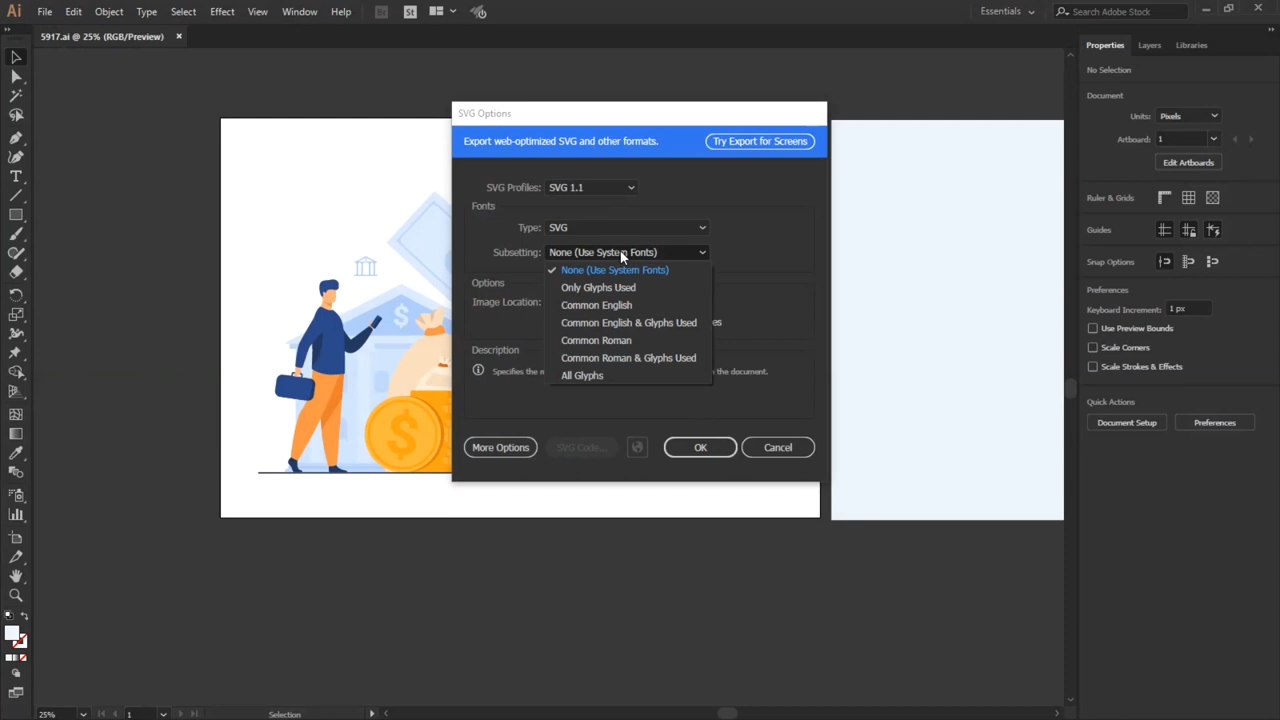 Ai File Edit Object Type Select Effect View Window Help Br St Essentials Search Adobe Stock
5917.ai @ 25% (RGB/Preview) ×
SVG Options
Export web-optimized SVG and other formats. Try Export for Screens
SVG Profiles: SVG 1.1
Fonts
Type: SVG
Subsetting: None (Use System Fonts)
None (Use System Fonts)
Only Glyphs Used
Common English
Common English & Glyphs Used
Common Roman
Common Roman & Glyphs Used
All Glyphs
Options
Image Location:
Description
Specifies the document.
More Options SVG Code... OK Cancel
$
$
Properties Layers Libraries
No Selection
Document
Units: Pixels
Artboard: 1
Edit Artboards
Ruler & Grids
Guides
Snap Options
Preferences
Keyboard Increment: 1 px
Use Preview Bounds
Scale Corners
Scale Strokes & Effects
Quick Actions
Document Setup Preferences
25% 1 Selection